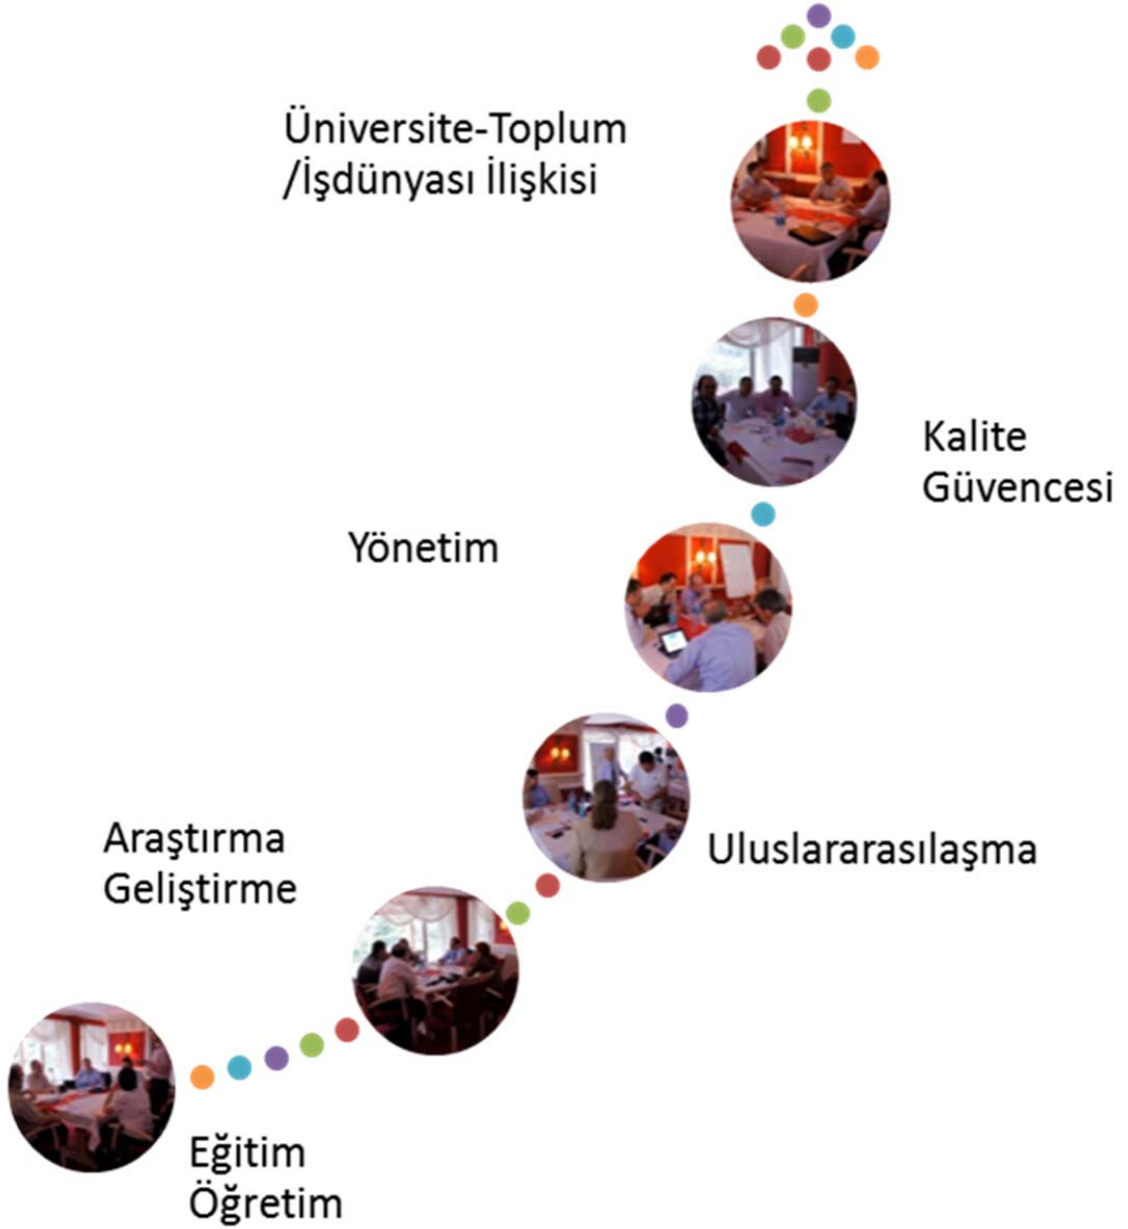 Üniversite-Toplum
/İşdünyası İlişkisi
Kalite
Güvencesi
Yönetim
Araştırma
Geliştirme
Uluslararasılaşma
Eğitim
Öğretim